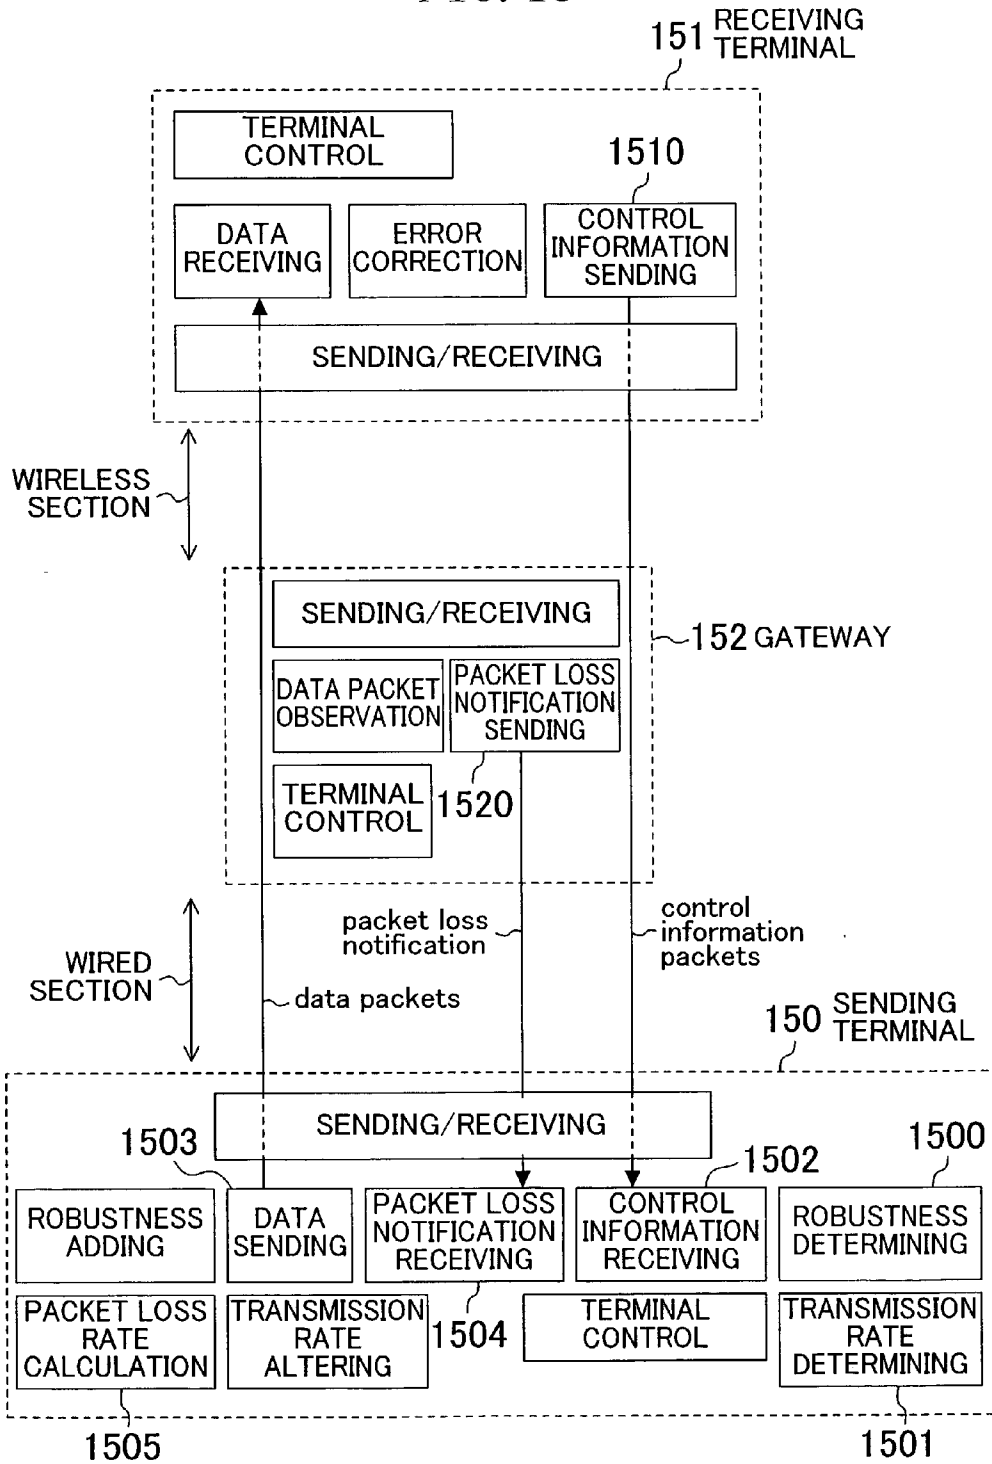 151 RECEIVING
TERMINAL
TERMINAL
CONTROL
1510
DATA
RECEIVING
ERROR
CORRECTION
CONTROL
INFORMATION
SENDING
SENDING/RECEIVING
WIRELESS
SECTION
SENDING/RECEIVING
152 GATEWAY
DATA PACKET
OBSERVATION
PACKET LOSS
NOTIFICATION
SENDING
1520
TERMINAL
CONTROL
packet loss
notification
control
information
packets
WIRED
SECTION
data packets
150 SENDING
TERMINAL
SENDING/RECEIVING
1503
1502
1500
ROBUSTNESS
ADDING
DATA
SENDING
PACKET LOSS
NOTIFICATION
RECEIVING
CONTROL
INFORMATION
RECEIVING
ROBUSTNESS
DETERMINING
PACKET LOSS
RATE
CALCULATION
TRANSMISSION
RATE
ALTERING
1504
TERMINAL
CONTROL
TRANSMISSION
RATE
DETERMINING
1505
1501